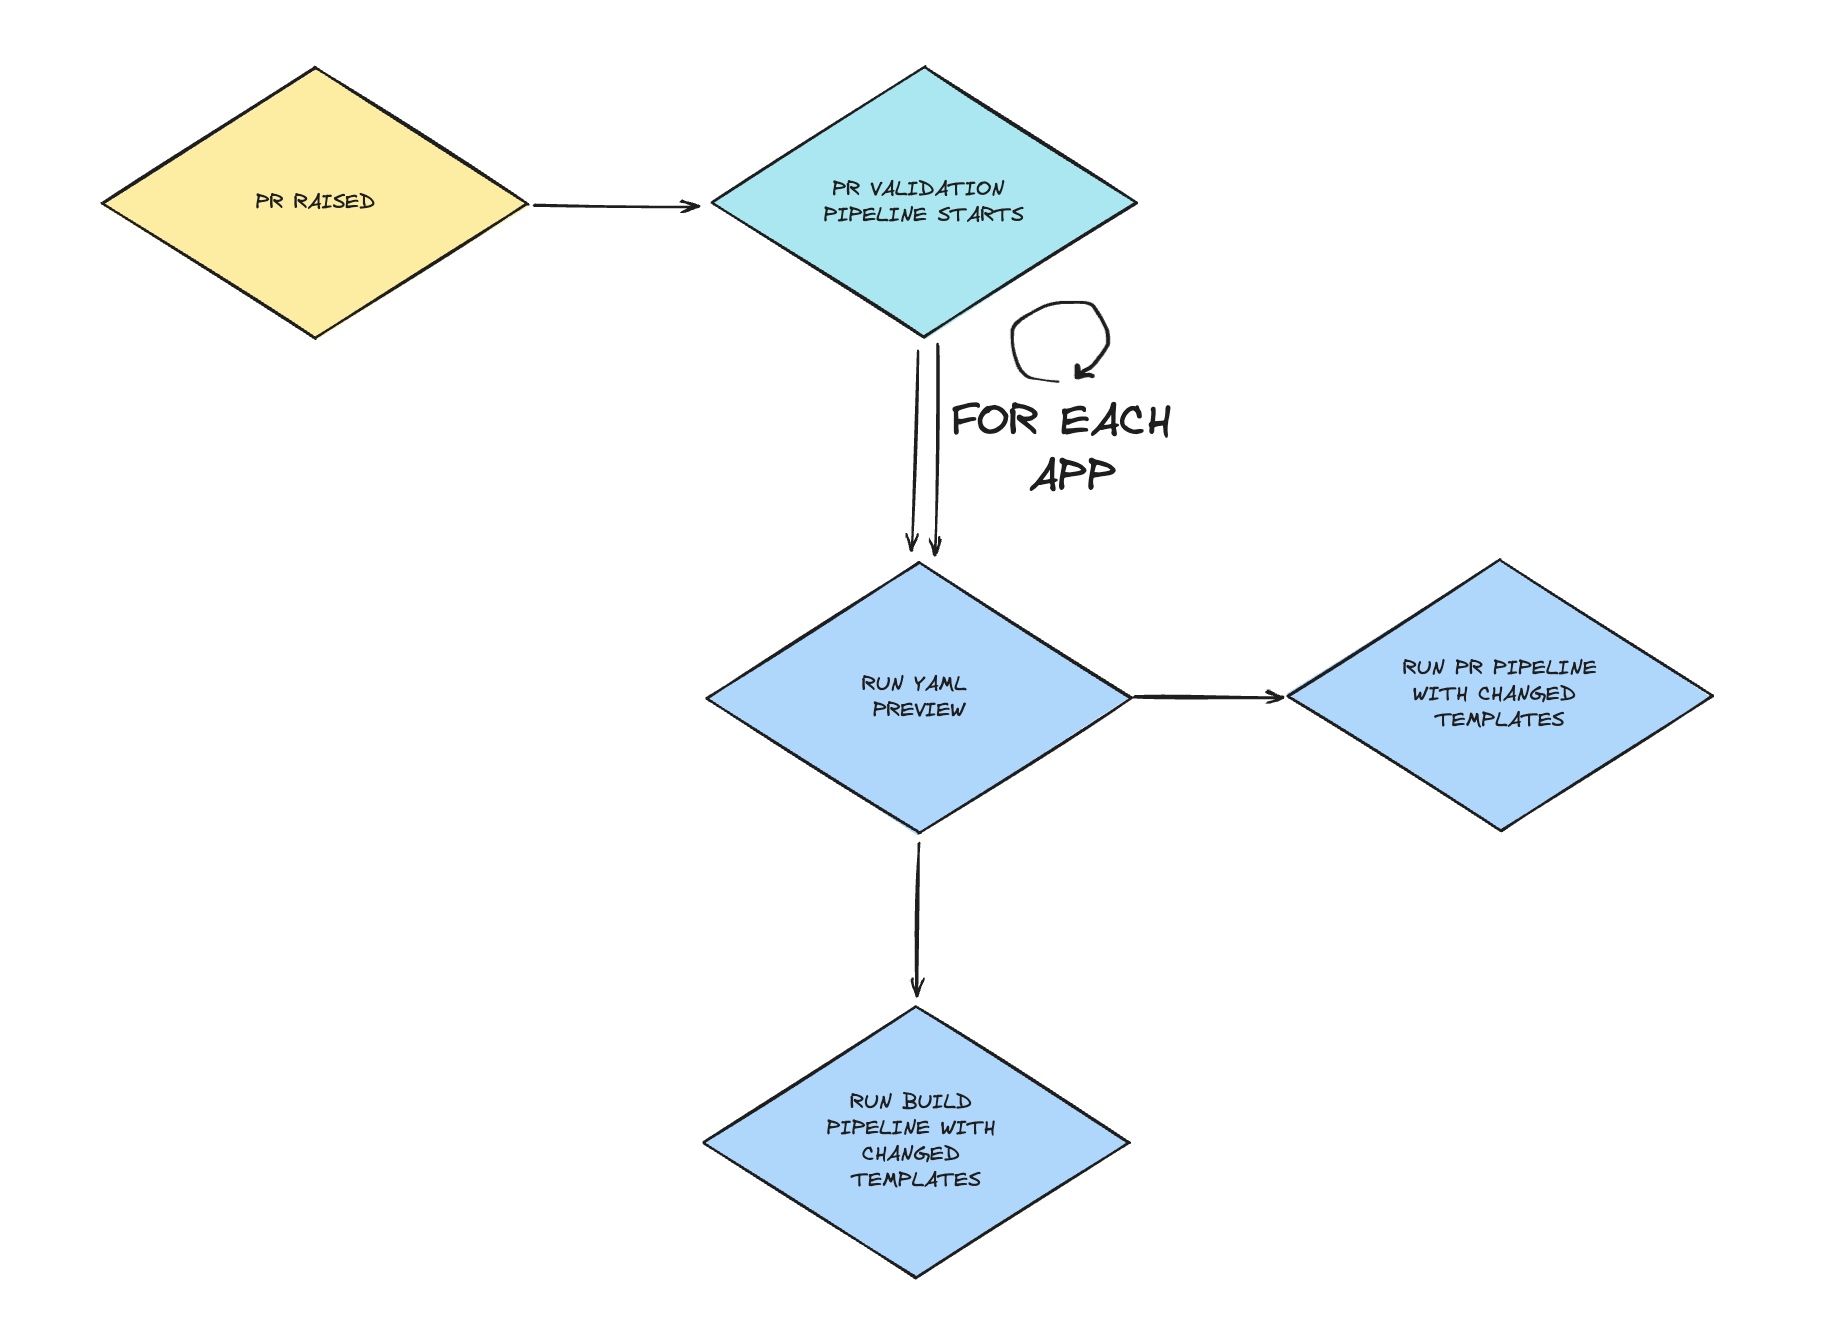 PR RAISED
PR VALIDATION
PIPELINE STARTS
FOR EACH
APP
RUN YAML
PREVIEW
RUN PR PIPELINE
WITH CHANGED
TEMPLATES
RUN BUILD
PIPELINE WITH
CHANGED
TEMPLATES